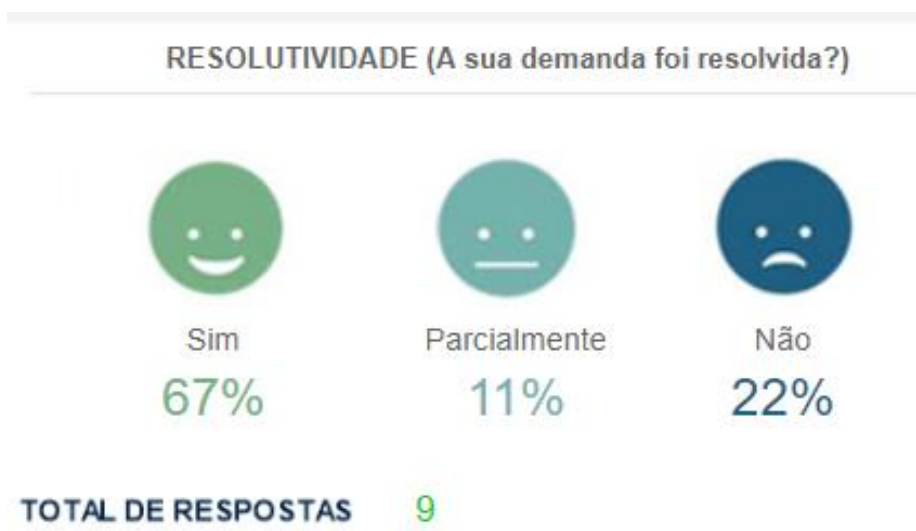 RESOLUTIVIDADE (A sua demanda foi resolvida?)
Sim Parcialmente Não
67% 11% 22%
TOTAL DE RESPOSTAS 9